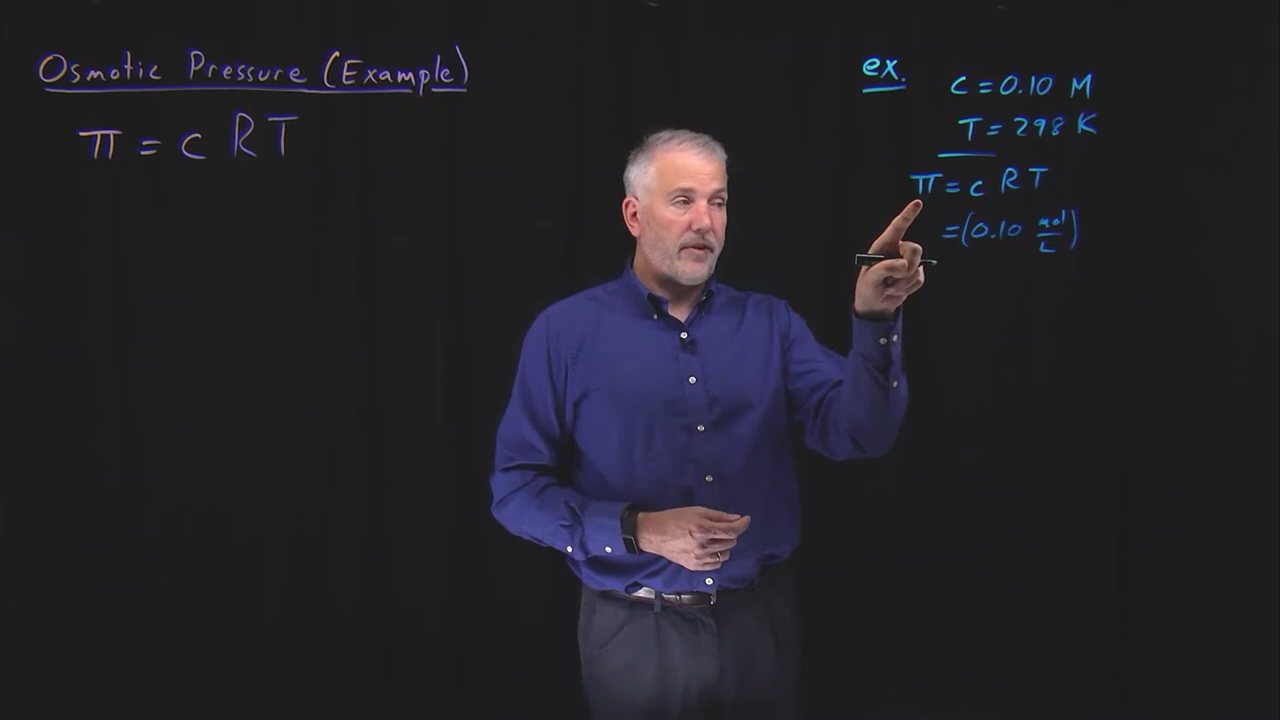 Osmotic Pressure (Example)
π = c R T
ex.
c = 0.10 M
T = 298 K
π = c R T
= (0.10 mol/L)